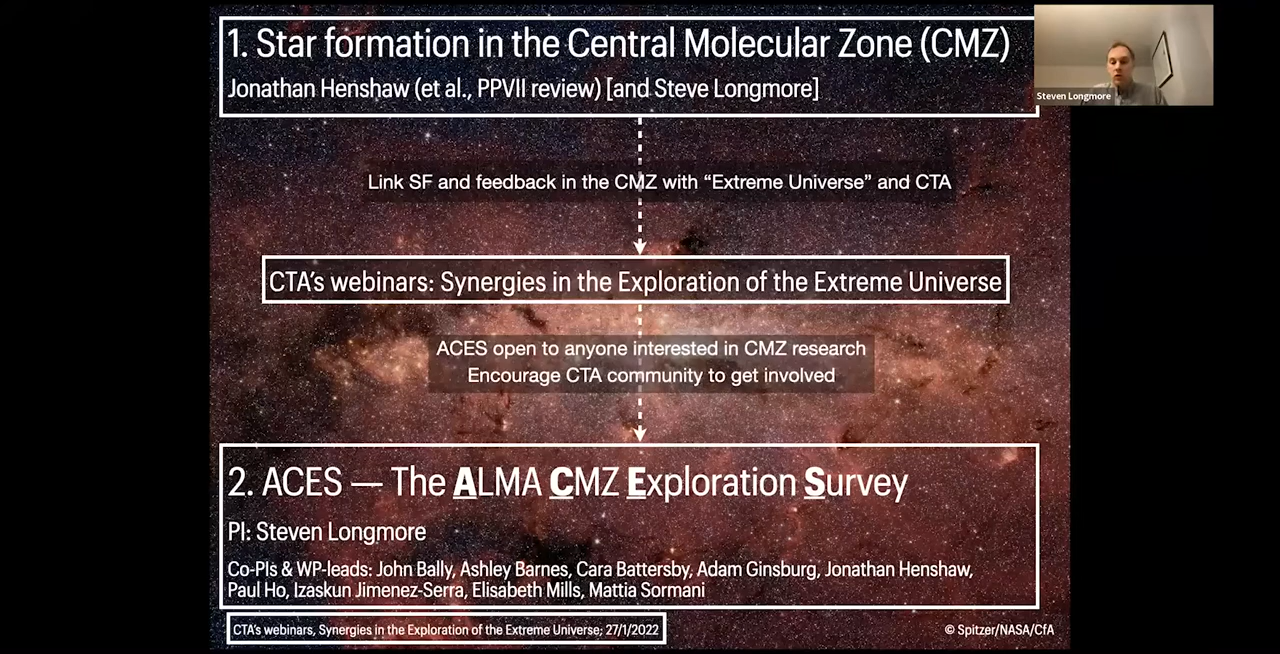 1. Star formation in the Central Molecular Zone (CMZ)
Jonathan Henshaw (et al., PPVII review) [and Steve Longmore]
Steven Longmore
Link SF and feedback in the CMZ with “Extreme Universe” and CTA
CTA’s webinars: Synergies in the Exploration of the Extreme Universe
ACES open to anyone interested in CMZ research
Encourage CTA community to get involved
2. ACES — The ALMA CMZ Exploration Survey
PI: Steven Longmore
Co-PIs & WP-leads: John Bally, Ashley Barnes, Cara Battersby, Adam Ginsburg, Jonathan Henshaw,
Paul Ho, Izaskun Jimenez-Serra, Elisabeth Mills, Mattia Sormani
CTA’s webinars, Synergies in the Exploration of the Extreme Universe; 27/1/2022
© Spitzer/NASA/CfA